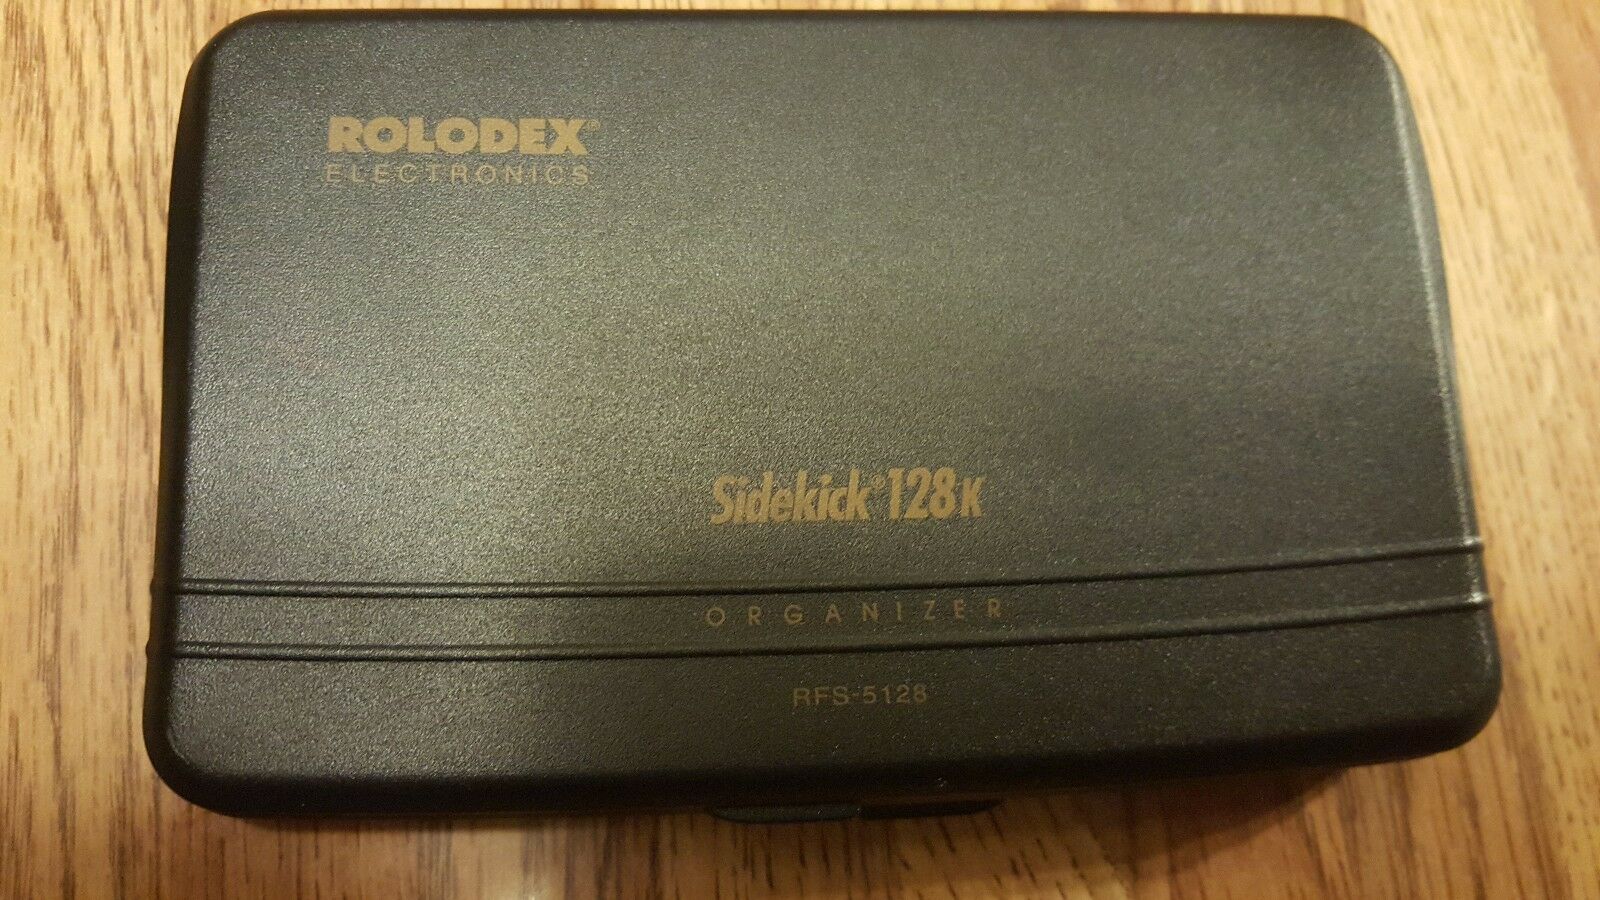 ROLODEX®
ELECTRONICS
Sidekick® 128K
ORGANIZER
RFS-5128